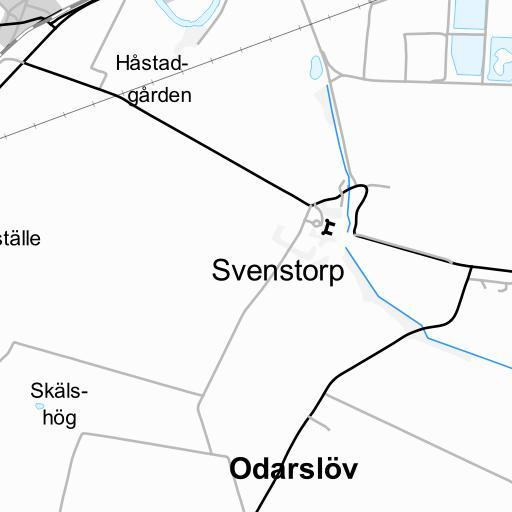 Håstad-
gården
ställe
Svenstorp
Skäls-
hög
Odarslöv